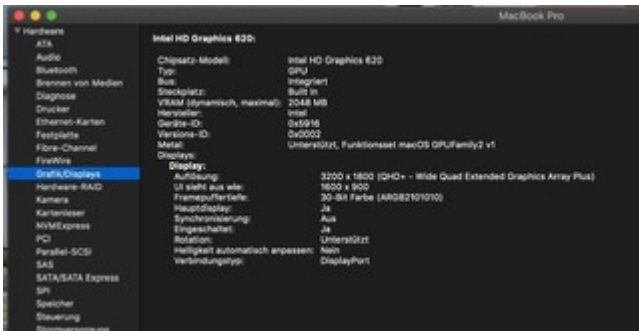 MacBook Pro
Hardware
ATA
Audio
Bluetooth
Brennen von Medien
Diagnose
Drucker
Ethernet-Karten
Festplatte
Fibre-Channel
FireWire
Grafik/Displays
Hardware-RAID
Kamera
Kartenleser
NVMExpress
PCI
Parallel-SCSI
SAS
SATA/SATA Express
SPI
Speicher
Steuerung
Stromversorgung
Intel HD Graphics 620:
Chipsatz-Modell: Intel HD Graphics 620
Typ: GPU
Bus: Integriert
Steckplatz: Built In
VRAM (dynamisch, maximal): 2048 MB
Hersteller: Intel
Geräte-ID: 0x5916
Versions-ID: 0x0002
Metal: Unterstützt, Funktionsset macOS GPUFamily2 v1
Displays:
Display:
Auflösung: 3200 x 1800 (QHD+ - Wide Quad Extended Graphics Array Plus)
UI sieht aus wie: 1600 x 900
Framepuffertiefe: 30-Bit Farbe (ARGB2101010)
Hauptdisplay: Ja
Synchronisierung: Aus
Eingeschaltet: Ja
Rotation: Unterstützt
Helligkeit automatisch anpassen: Nein
Verbindungstyp: DisplayPort